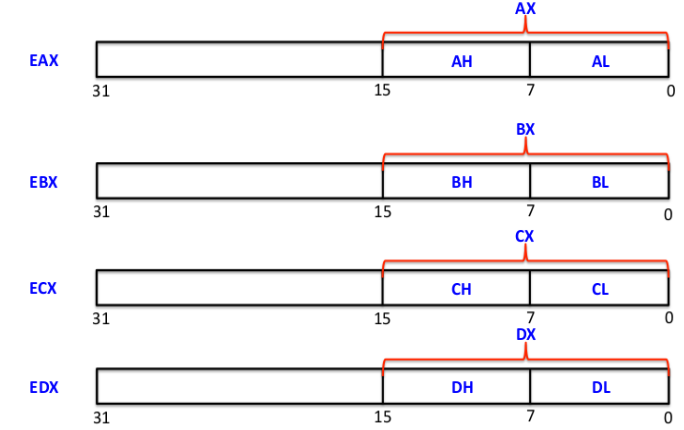 AX
EAX AH AL
31 15 7 0
BX
EBX BH BL
31 15 7 0
CX
ECX CH CL
31 15 7 0
DX
EDX DH DL
31 15 7 0